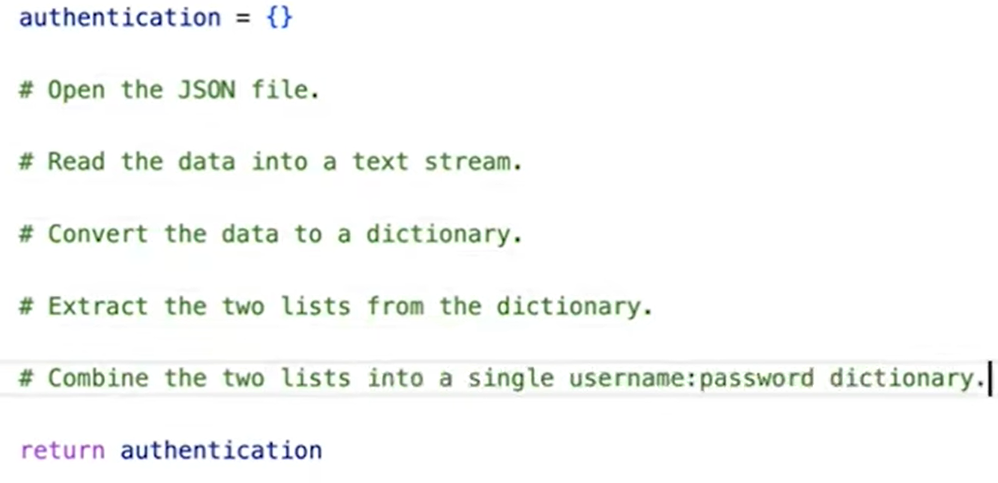 authentication = {}
# Open the JSON file.
# Read the data into a text stream.
# Convert the data to a dictionary.
# Extract the two lists from the dictionary.
# Combine the two lists into a single username:password dictionary.
return authentication